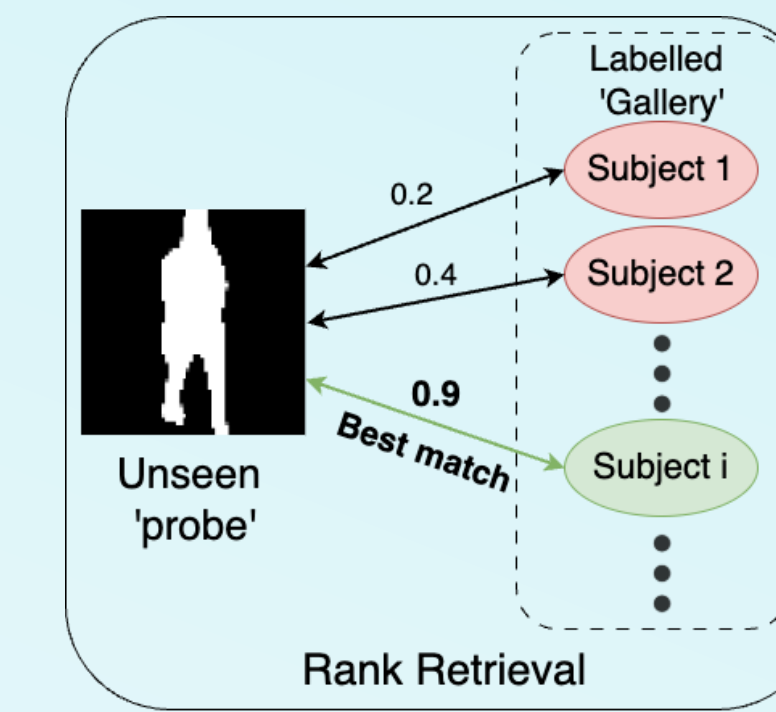 Labelled
'Gallery'
Subject 1
0.2
Subject 2
0.4
0.9
Best match
Subject i
Unseen
'probe'
Rank Retrieval